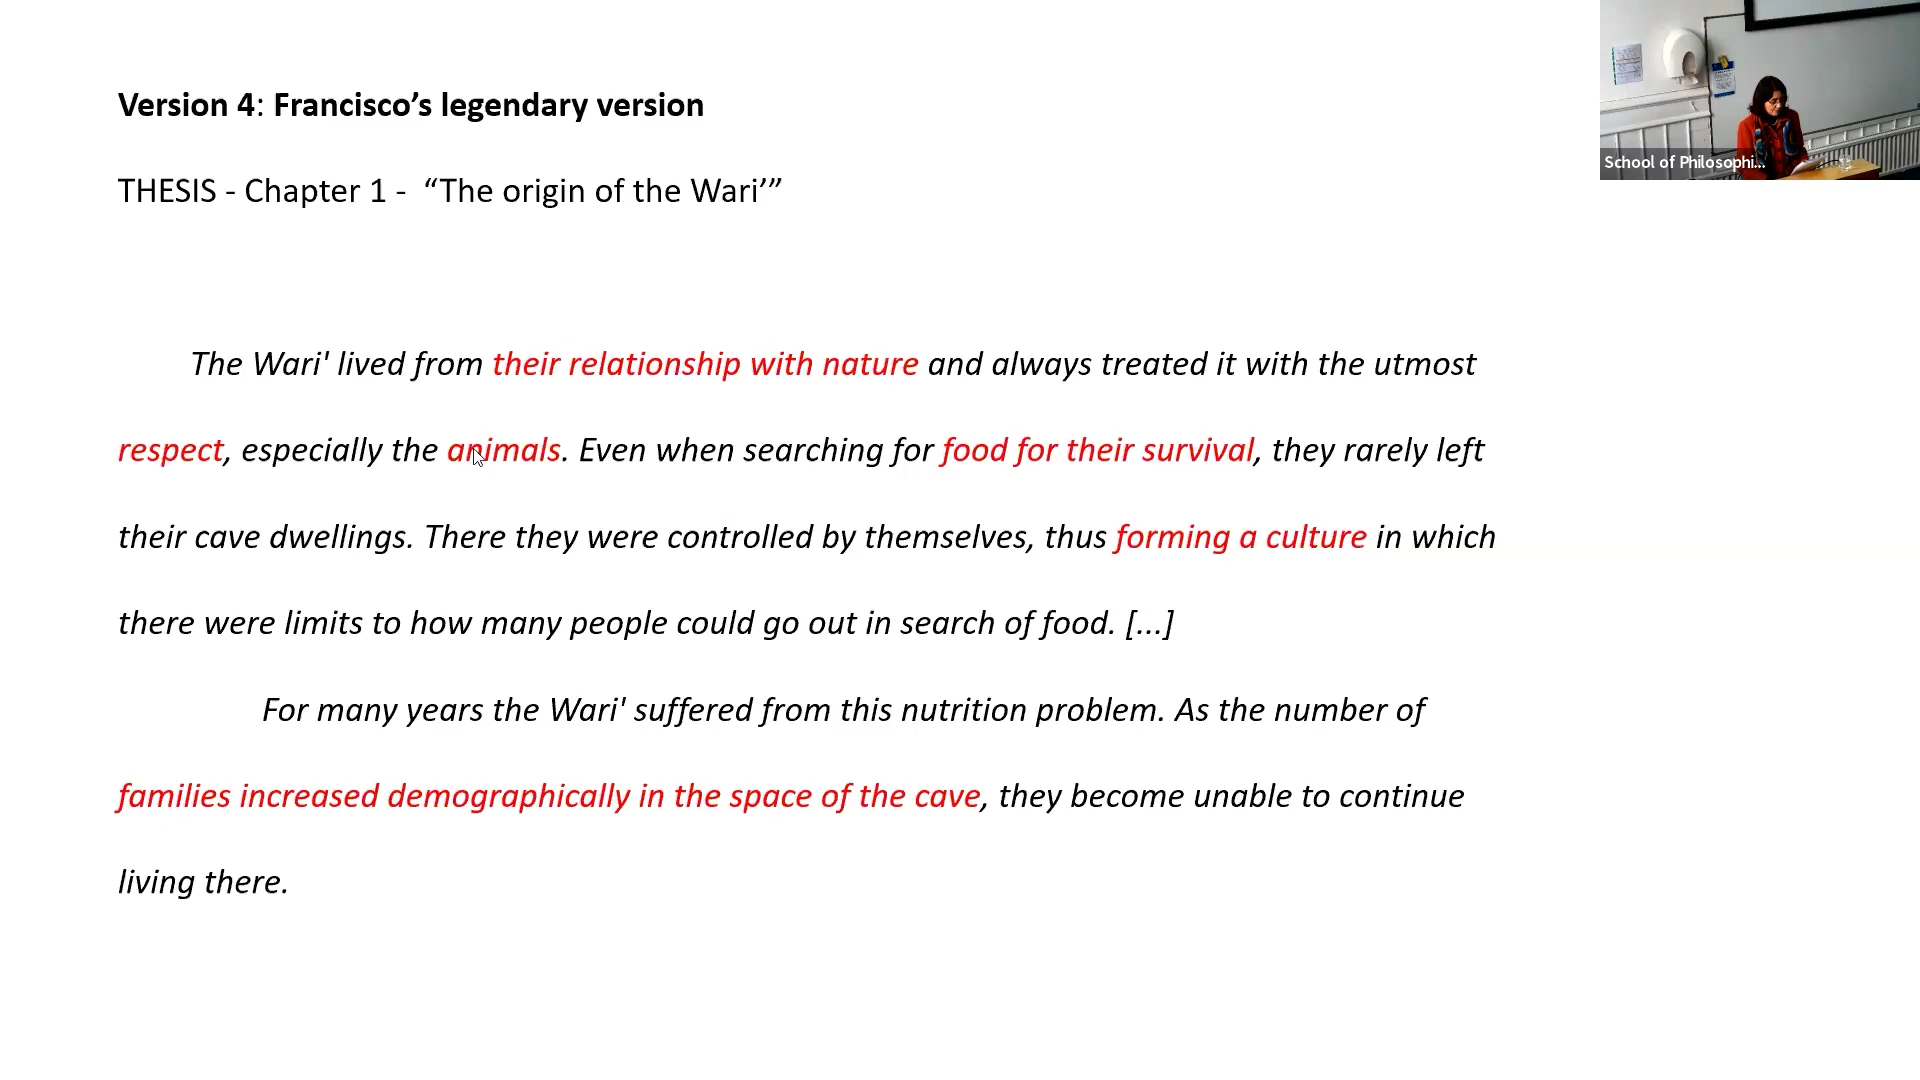 Version 4: Francisco’s legendary version
THESIS - Chapter 1 -  “The origin of the Wari’”
The Wari' lived from their relationship with nature and always treated it with the utmost
respect, especially the animals. Even when searching for food for their survival, they rarely left
their cave dwellings. There they were controlled by themselves, thus forming a culture in which
there were limits to how many people could go out in search of food. [...]
For many years the Wari' suffered from this nutrition problem. As the number of
families increased demographically in the space of the cave, they become unable to continue
living there.
School of Philosophi...